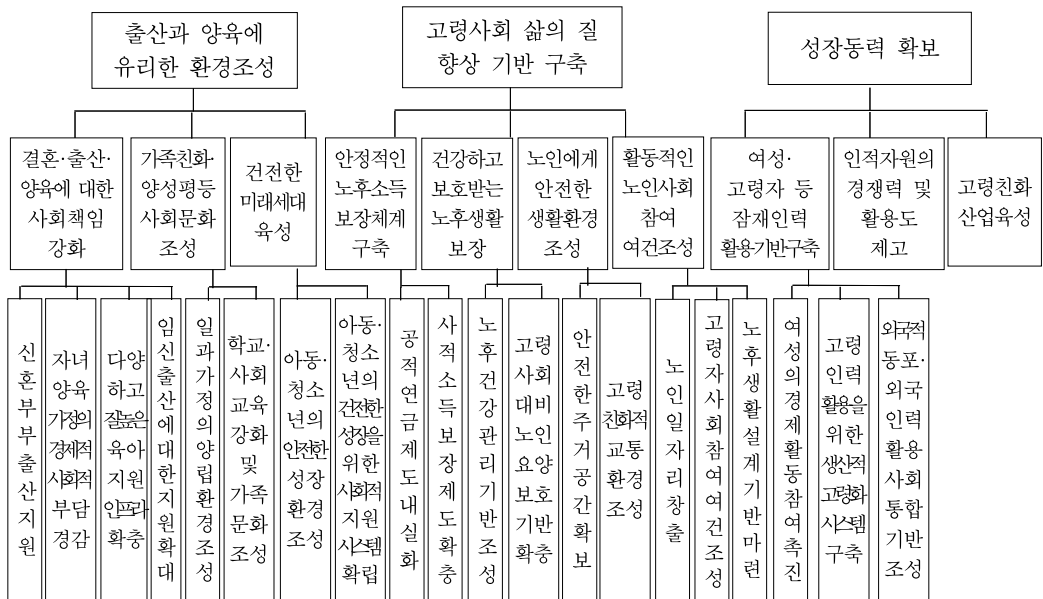 출산과 양육에
유리한 환경조성
고령사회 삶의 질
향상 기반 구축
성장동력 확보
결혼·출산·
양육에 대한
사회책임
강화
가족친화·
양성평등
사회문화
조성
건전한
미래세대
육성
안정적인
노후소득
보장체계
구축
건강하고
보호받는
노후생활
보장
노인에게
안전한
생활환경
조성
활동적인
노인사회
참여
여건조성
여성·
고령자 등
잠재인력
활용기반구축
인적자원의
경쟁력 및
활용도
제고
고령친화
산업육성
신혼부부출산지원
자녀
양육
가정의
경제적
사회적
부담
경감
다양
하고
질높은
육아
지원
인프라
확충
임신출산에대한지원확대
일과가정의양립환경조성
학교·
사회
교육
강화
및
가족
문화
조성
아동·
청소
년의
안전한
성장
환경
조성
아동·
청소
년의
건전한
성장을
위한
사회적
지원
시스템
확립
공적연금제도내실화
사적소득보장제도확충
노후건강관리기반조성
고령
사회
대비
노인
요양
보호
기반
확충
안전한주거공간확보
고령
친화적
교통
환경
조성
노인일자리창출
고령자사회참여여건조성
노후생활설계기반마련
여성의경제활동참여촉진
고령
인력
활용을
위한
생산적
고령화
시스템
구축
외국적
동포·
외국
인력
활용
사회
통합
기반
조성